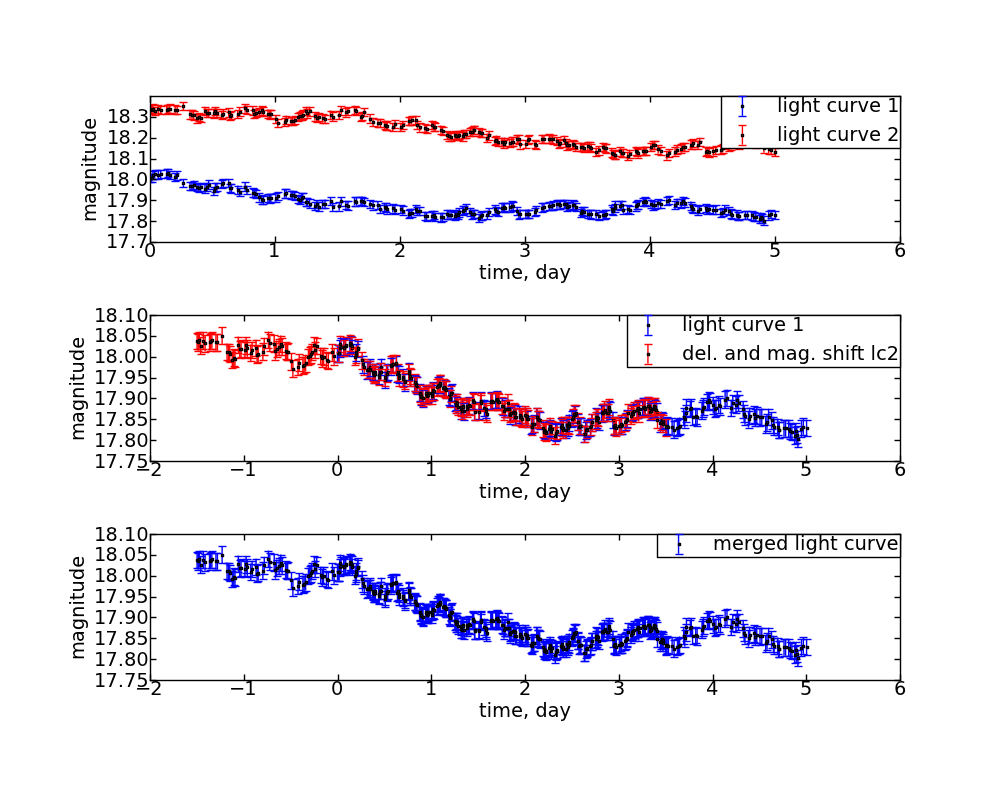 light curve 1
light curve 2
18.3
18.2
18.1
18.0
17.9
17.8
17.7
magnitude
0 1 2 3 4 5 6
time, day
light curve 1
del. and mag. shift lc2
18.10
18.05
18.00
17.95
17.90
17.85
17.80
17.75
magnitude
−2 −1 0 1 2 3 4 5 6
time, day
merged light curve
18.10
18.05
18.00
17.95
17.90
17.85
17.80
17.75
magnitude
−2 −1 0 1 2 3 4 5 6
time, day